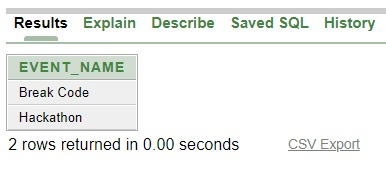 Results Explain Describe Saved SQL History
EVENT_NAME
Break Code
Hackathon
2 rows returned in 0.00 seconds CSV Export